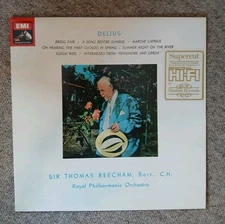 EMI
DELIUS
BRIGG FAIR • A SONG BEFORE SUNRISE • MARCHE CAPRICE
ON HEARING THE FIRST CUCKOO IN SPRING • SUMMER NIGHT ON THE RIVER
SLEIGH RIDE • INTERMEZZO FROM "FENNIMORE AND GERDA"
Supercut
HI-FI
SIR THOMAS BEECHAM, Bart., C.H.
Royal Philharmonic Orchestra